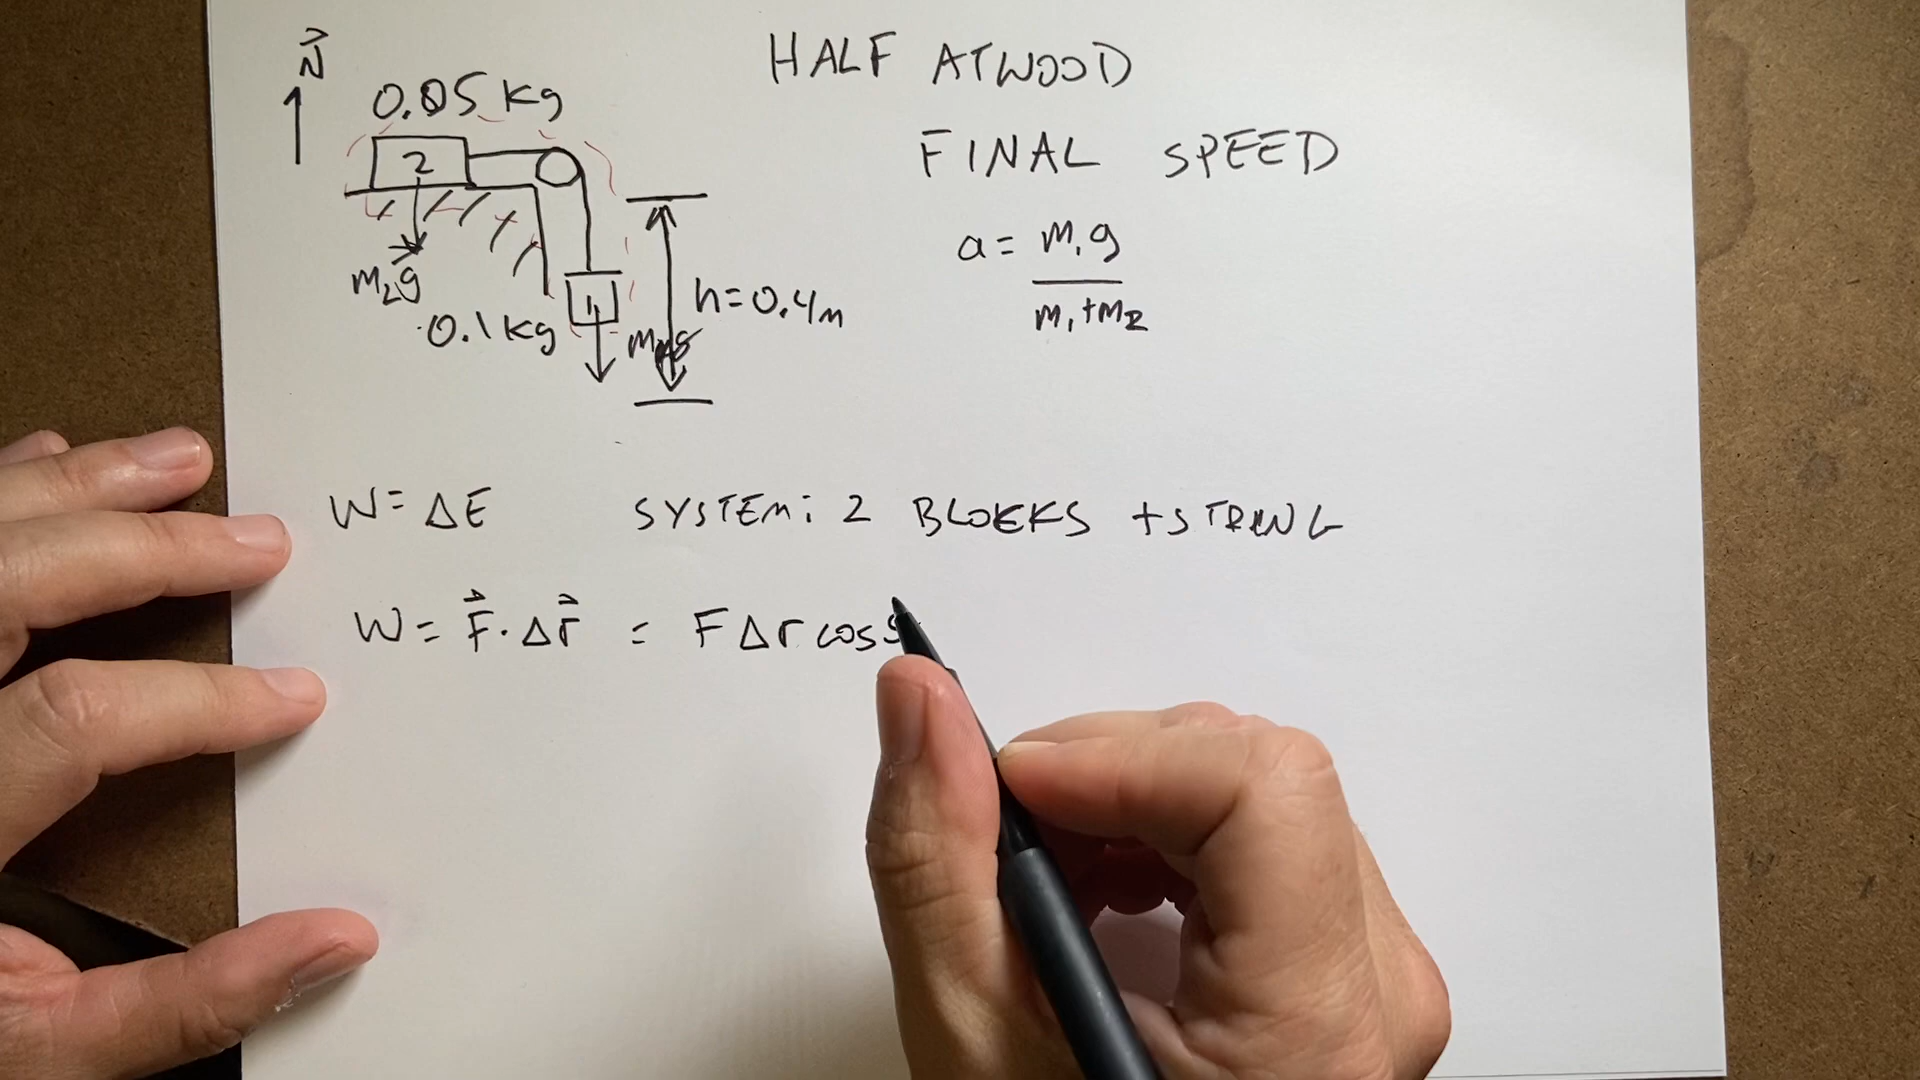 HALF ATWOOD
FINAL SPEED
a = m₁g / m₁+m₂
N⃗
0.05 kg
2
m₂g
0.1 kg
1
h=0.4m
W = ΔE SYSTEM: 2 BLOCKS + STRING
W = F⃗·Δr⃗ = FΔr cos